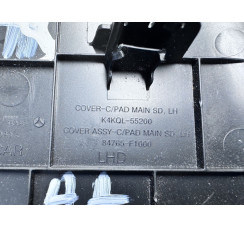 COVER-C/PAD MAIN SD, LH
K4KQL-55200
COVER ASSY-C/PAD MAIN SD, LH
84765-F1000
LHD